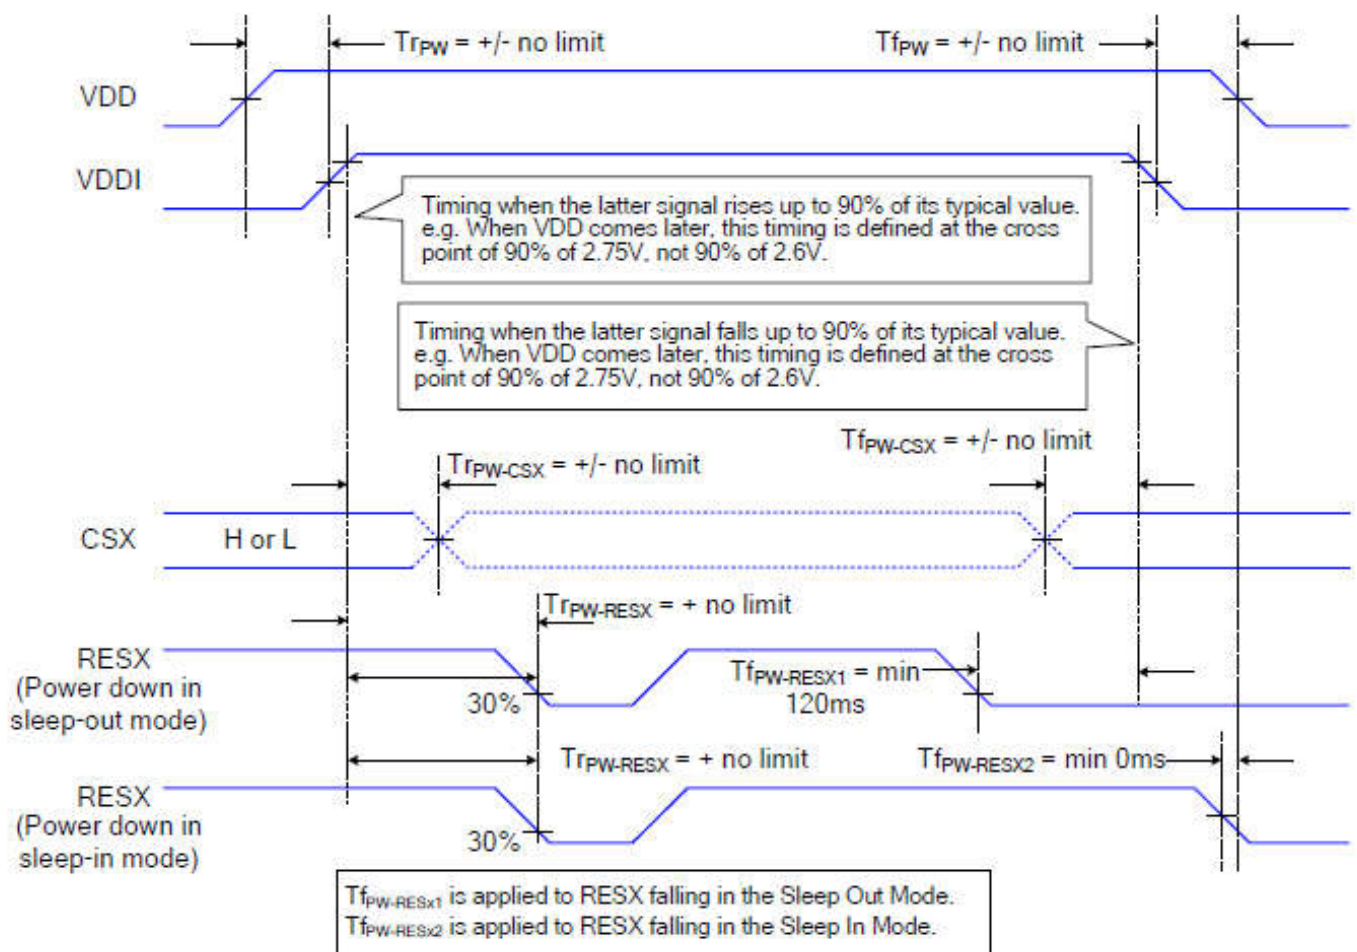 TrPW = +/- no limit
TfPW = +/- no limit
VDD
VDDI
Timing when the latter signal rises up to 90% of its typical value.
e.g. When VDD comes later, this timing is defined at the cross
point of 90% of 2.75V, not 90% of 2.6V.
Timing when the latter signal falls up to 90% of its typical value.
e.g. When VDD comes later, this timing is defined at the cross
point of 90% of 2.75V, not 90% of 2.6V.
TfPW-CSX = +/- no limit
TrPW-CSX = +/- no limit
CSX
H or L
TrPW-RESX = + no limit
RESX
(Power down in
sleep-out mode)
30%
TfPW-RESX1 = min
120ms
TrPW-RESX = + no limit
TfPW-RESX2 = min 0ms
RESX
(Power down in
sleep-in mode)
30%
TfPW-RESx1 is applied to RESX falling in the Sleep Out Mode.
TfPW-RESx2 is applied to RESX falling in the Sleep In Mode.